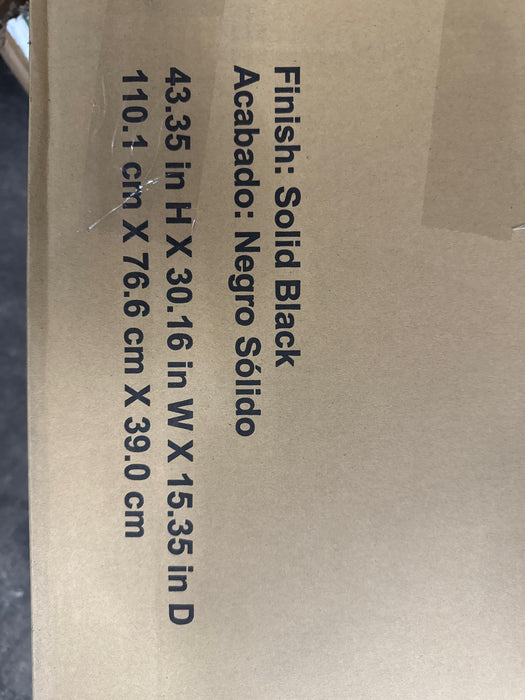 Finish: Solid Black
Acabado: Negro Sólido
43.35 in H X 30.16 in W X 15.35 in D
110.1 cm X 76.6 cm X 39.0 cm